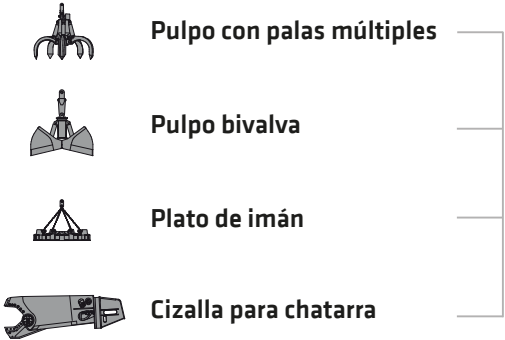 Pulpo con palas múltiples
Pulpo bivalva
Plato de imán
Cizalla para chatarra